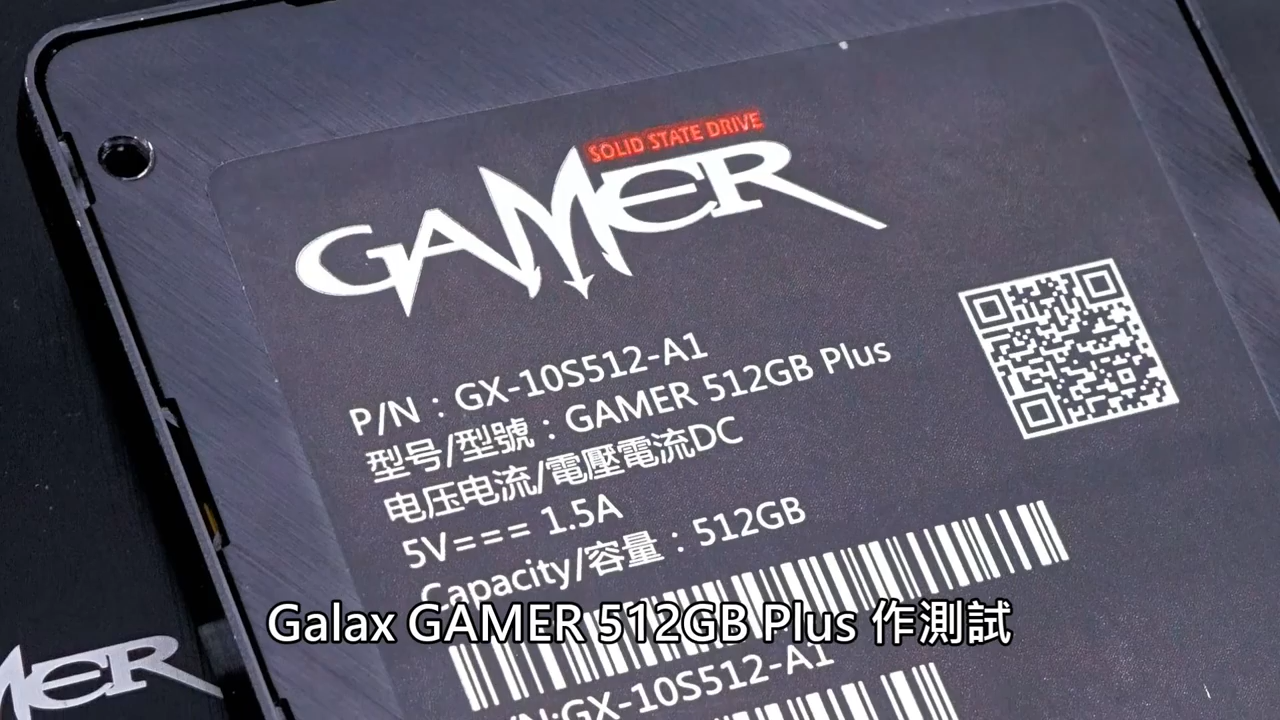 SOLID STATE DRIVE
GAMER
P/N：GX-10S512-A1
型号/型號：GAMER 512GB Plus
电压电流/電壓電流DC
5V=== 1.5A
Capacity/容量：512GB
Galax GAMER 512GB Plus 作測試
/N:GX-10S512-A1
MER